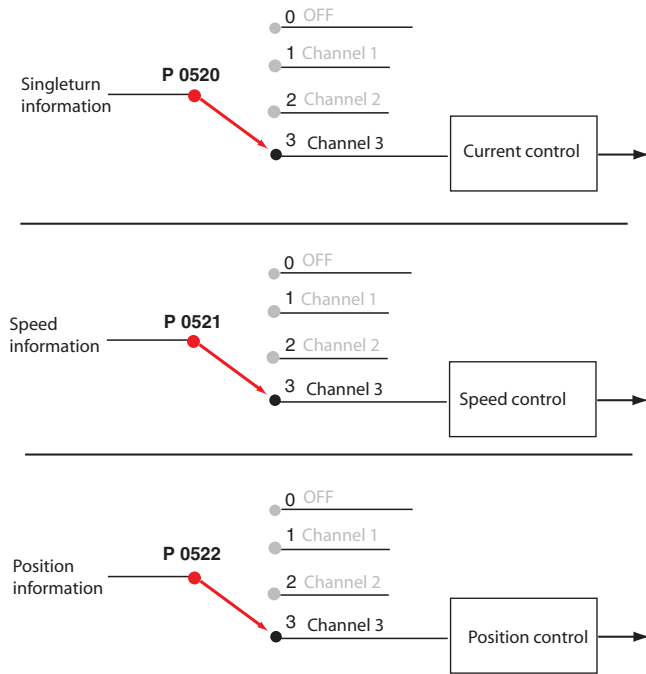 0 OFF
1 Channel 1
P 0520
Singleturn
information
2 Channel 2
3 Channel 3
Current control
0 OFF
1 Channel 1
P 0521
Speed
information
2 Channel 2
3 Channel 3
Speed control
0 OFF
1 Channel 1
P 0522
Position
information
2 Channel 2
3 Channel 3
Position control